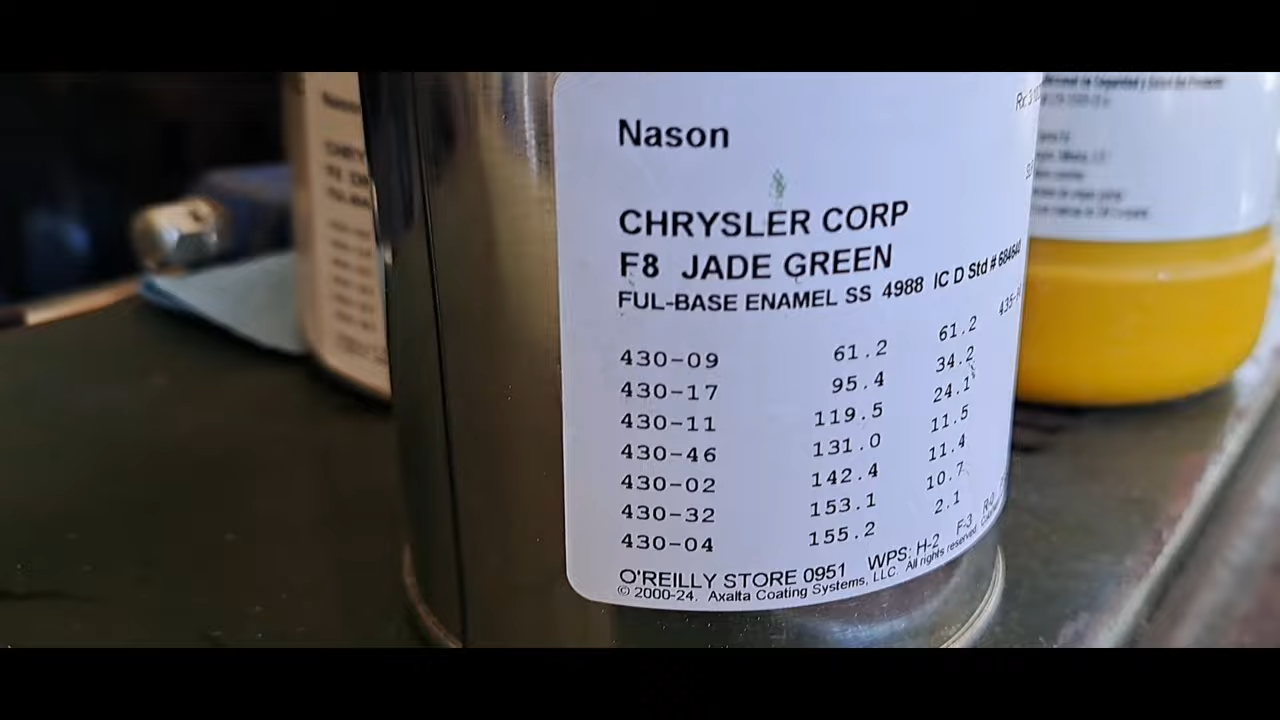 Nason
CHRYSLER CORP
F8 JADE GREEN
FUL-BASE ENAMEL SS 4988 IC D Std #
430-09 61.2 61.2
430-17 95.4 34.2
430-11 119.5 24.1
430-46 131.0 11.5
430-02 142.4 11.4
430-32 153.1 10.7
430-04 155.2 2.1
O'REILLY STORE 0951 WPS: H-2 F-3 R-0
© 2000-24. Axalta Coating Systems, LLC. All rights reserved.